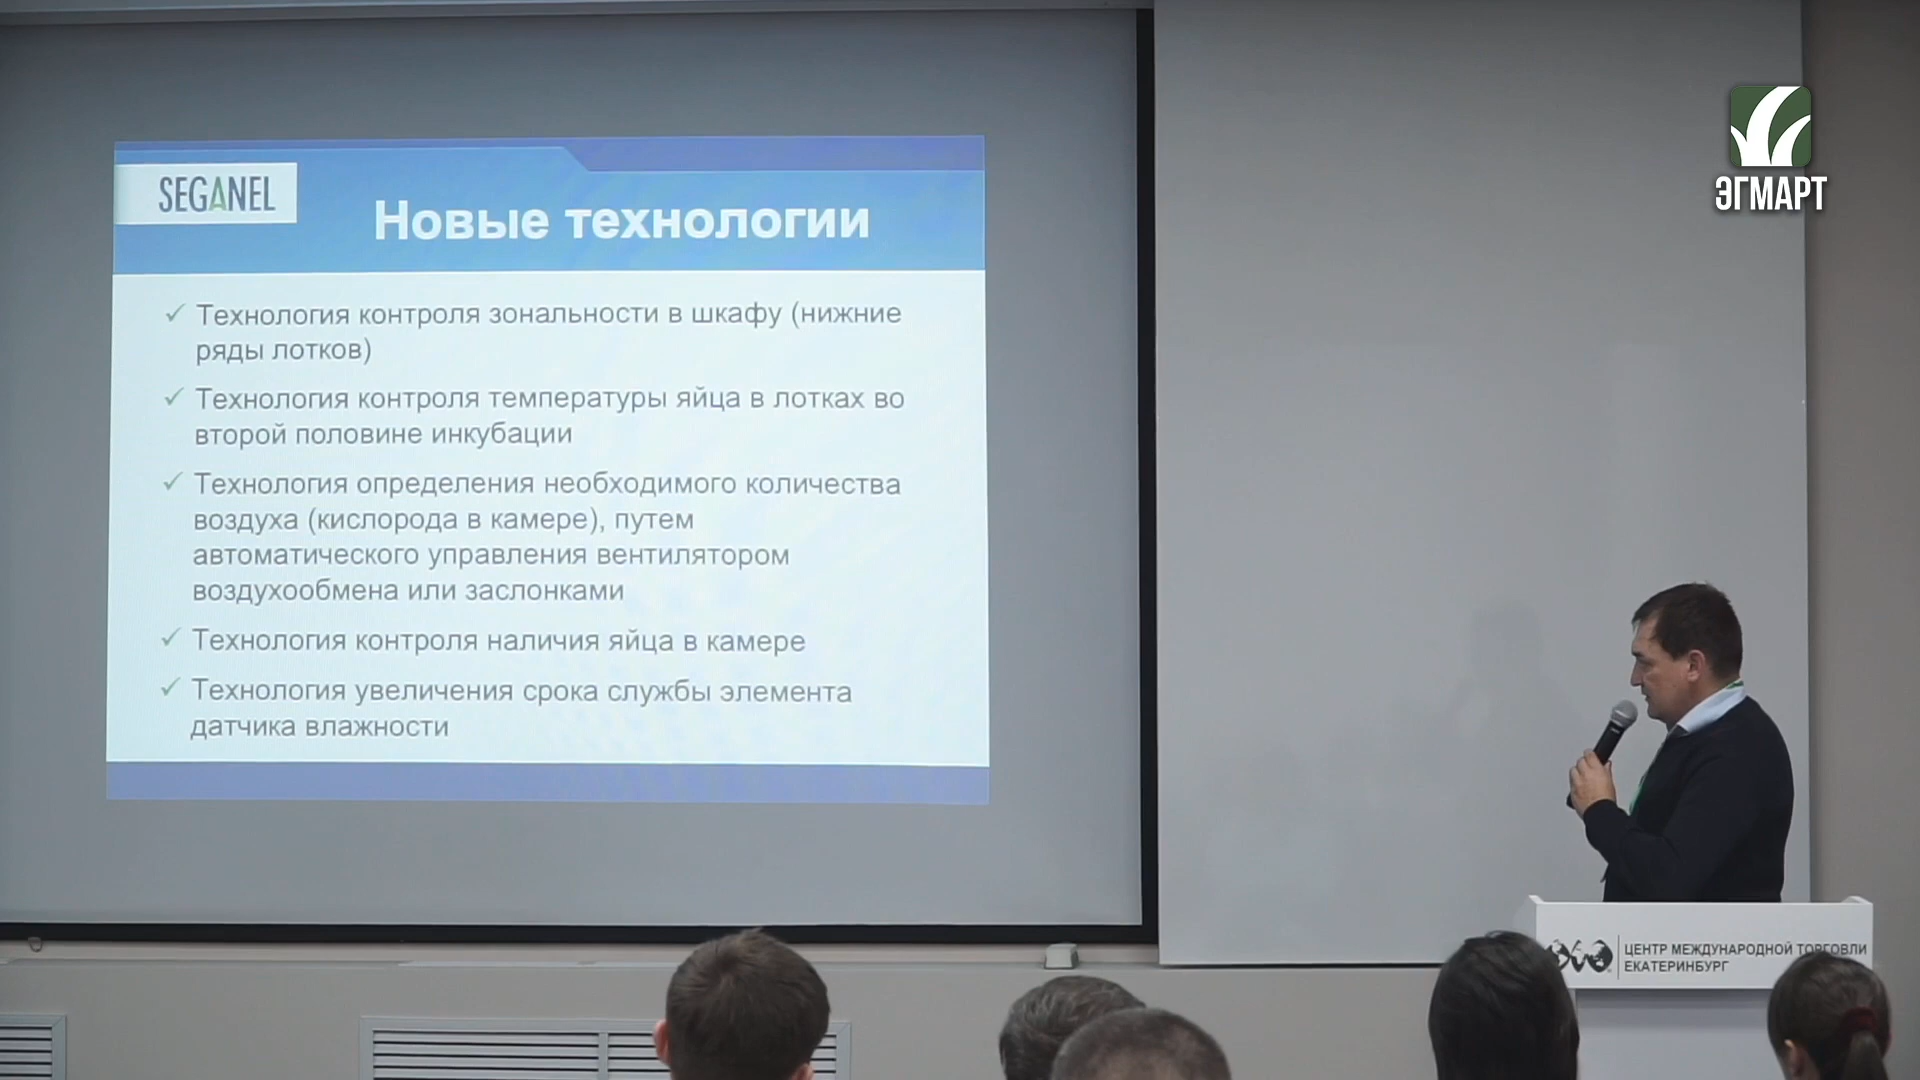 SEGANEL
Новые технологии
✓ Технология контроля зональности в шкафу (нижние
ряды лотков)
✓ Технология контроля температуры яйца в лотках во
второй половине инкубации
✓ Технология определения необходимого количества
воздуха (кислорода в камере), путем
автоматического управления вентилятором
воздухообмена или заслонками
✓ Технология контроля наличия яйца в камере
✓ Технология увеличения срока службы элемента
датчика влажности
ЭГМАРТ
ЦЕНТР МЕЖДУНАРОДНОЙ ТОРГОВЛИ
ЕКАТЕРИНБУРГ